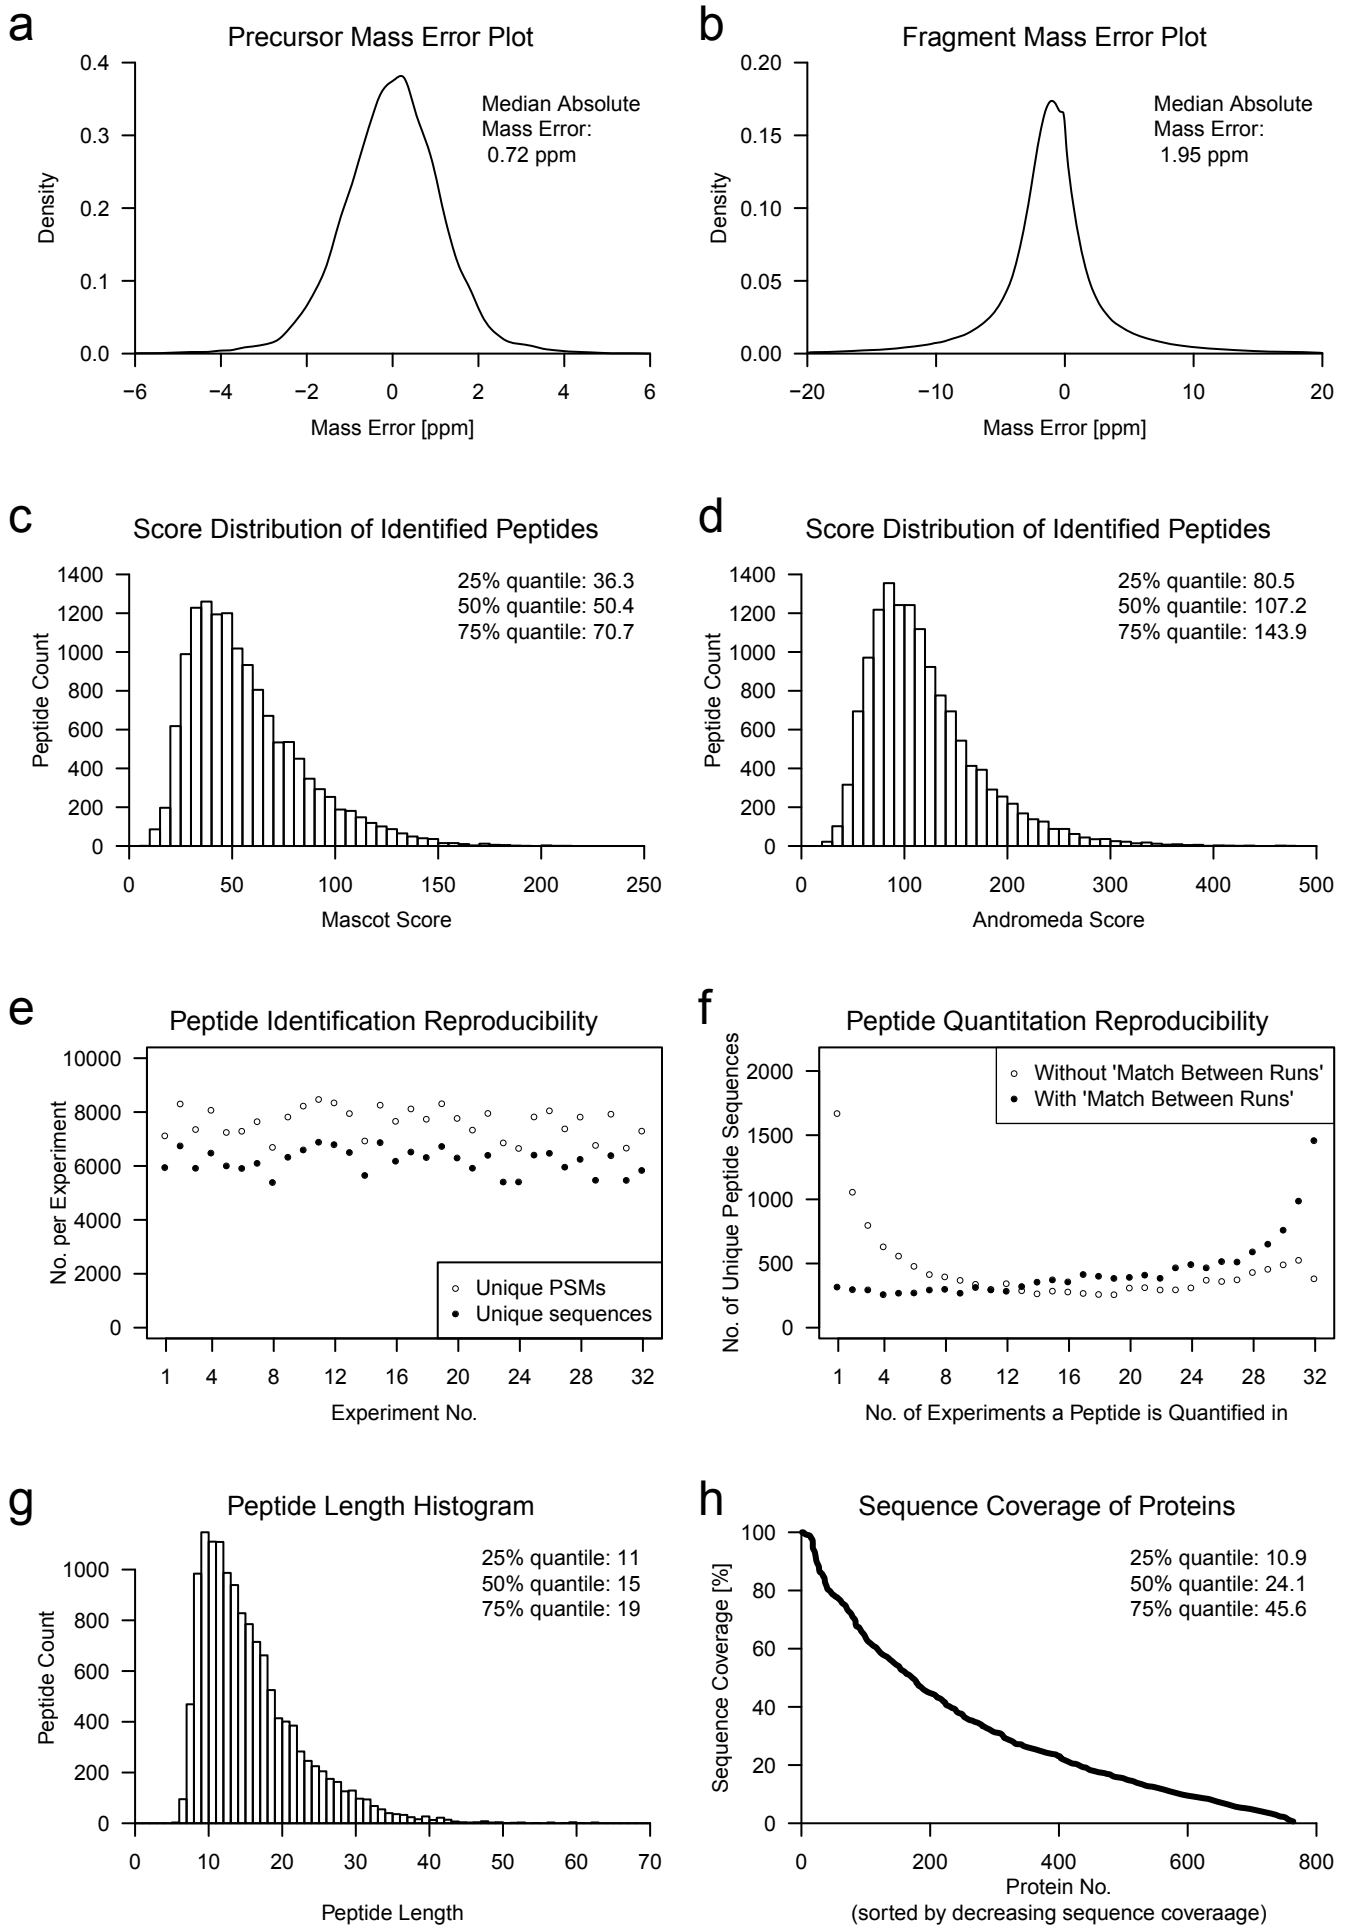 a
Precursor Mass Error Plot
0.4
0.3
0.2
0.1
0.0
Density
Median Absolute
Mass Error:
0.72 ppm
−6 −4 −2 0 2 4 6
Mass Error [ppm]
b
Fragment Mass Error Plot
0.20
0.15
0.10
0.05
0.00
Density
Median Absolute
Mass Error:
1.95 ppm
−20 −10 0 10 20
Mass Error [ppm]
c
Score Distribution of Identified Peptides
1400
1200
1000
800
600
400
200
0
Peptide Count
25% quantile: 36.3
50% quantile: 50.4
75% quantile: 70.7
0 50 100 150 200 250
Mascot Score
d
Score Distribution of Identified Peptides
1400
1200
1000
800
600
400
200
0
Peptide Count
25% quantile: 80.5
50% quantile: 107.2
75% quantile: 143.9
0 100 200 300 400 500
Andromeda Score
e
Peptide Identification Reproducibility
10000
8000
6000
4000
2000
0
No. per Experiment
Unique PSMs
Unique sequences
1 4 8 12 16 20 24 28 32
Experiment No.
f
Peptide Quantitation Reproducibility
2000
1500
1000
500
0
No. of Unique Peptide Sequences
Without 'Match Between Runs'
With 'Match Between Runs'
1 4 8 12 16 20 24 28 32
No. of Experiments a Peptide is Quantified in
g
Peptide Length Histogram
1000
800
600
400
200
0
Peptide Count
25% quantile: 11
50% quantile: 15
75% quantile: 19
0 10 20 30 40 50 60 70
Peptide Length
h
Sequence Coverage of Proteins
100
80
60
40
20
0
Sequence Coverage [%]
25% quantile: 10.9
50% quantile: 24.1
75% quantile: 45.6
0 200 400 600 800
Protein No.
(sorted by decreasing sequence coveraage)